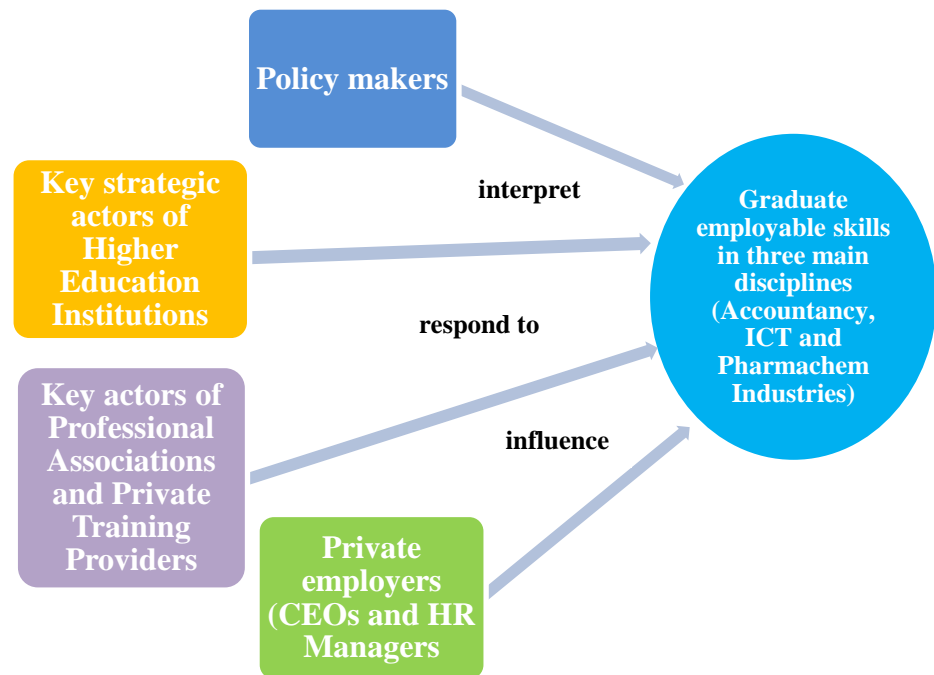 Policy makers
Key strategic
actors of
Higher
Education
Institutions
interpret
Graduate
employable skills
in three main
disciplines
(Accountancy,
ICT and
Pharmachem
Industries)
respond to
Key actors of
Professional
Associations
and Private
Training
Providers
influence
Private
employers
(CEOs and HR
Managers